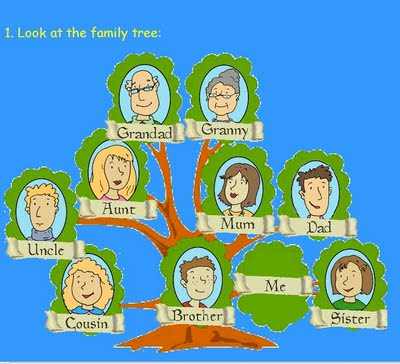 1. Look at the family tree:
Grandad
Granny
Aunt
Mum
Dad
Uncle
Cousin
Brother
Me
Sister